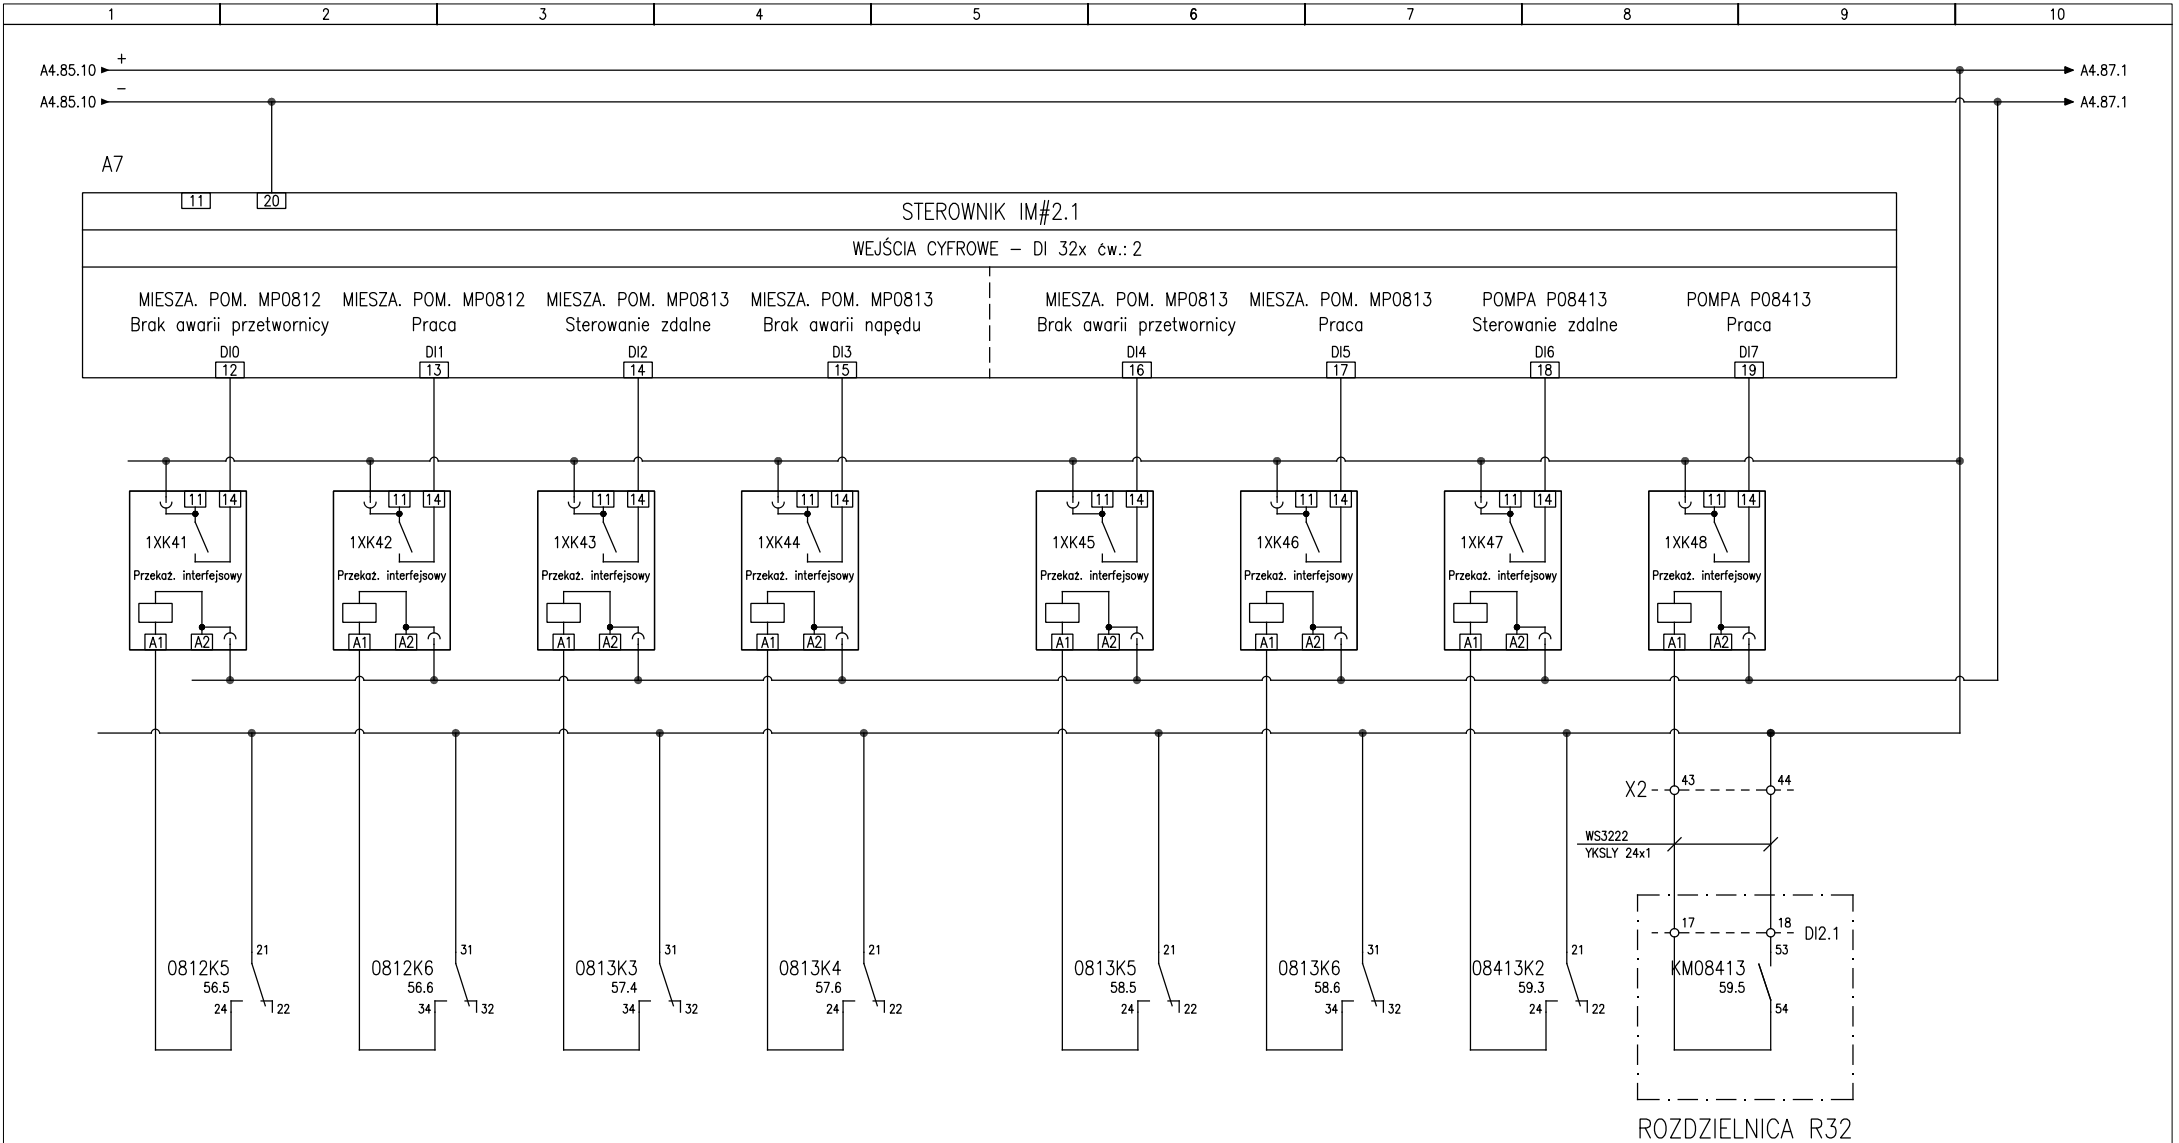 1 2 3 4 5 6 7 8 9 10
A4.85.10 + A4.87.1
A4.85.10 − A4.87.1
A7
11 20
STEROWNIK IM#2.1
WEJŚCIA CYFROWE – DI 32x ćw.: 2
MIESZA. POM. MP0812 MIESZA. POM. MP0812 MIESZA. POM. MP0813 MIESZA. POM. MP0813 MIESZA. POM. MP0813 MIESZA. POM. MP0813 POMPA P08413 POMPA P08413
Brak awarii przetwornicy Praca Sterowanie zdalne Brak awarii napędu Brak awarii przetwornicy Praca Sterowanie zdalne Praca
DI0 DI1 DI2 DI3 DI4 DI5 DI6 DI7
12 13 14 15 16 17 18 19
11 14 11 14 11 14 11 14 11 14 11 14 11 14 11 14
1XK41 1XK42 1XK43 1XK44 1XK45 1XK46 1XK47 1XK48
Przekaż. interfejsowy Przekaż. interfejsowy Przekaż. interfejsowy Przekaż. interfejsowy Przekaż. interfejsowy Przekaż. interfejsowy Przekaż. interfejsowy Przekaż. interfejsowy
A1 A2 A1 A2 A1 A2 A1 A2 A1 A2 A1 A2 A1 A2 A1 A2
X2 43 44
WS3222
YKSLY 24x1
17 18 DI2.1
21 31 31 21 21 31 21 53
0812K5 0812K6 0813K3 0813K4 0813K5 0813K6 08413K2 KM08413
56.5 56.6 57.4 57.6 58.5 58.6 59.3 59.5
24 22 34 32 34 32 24 22 24 22 34 32 24 22 54
ROZDZIELNICA R32